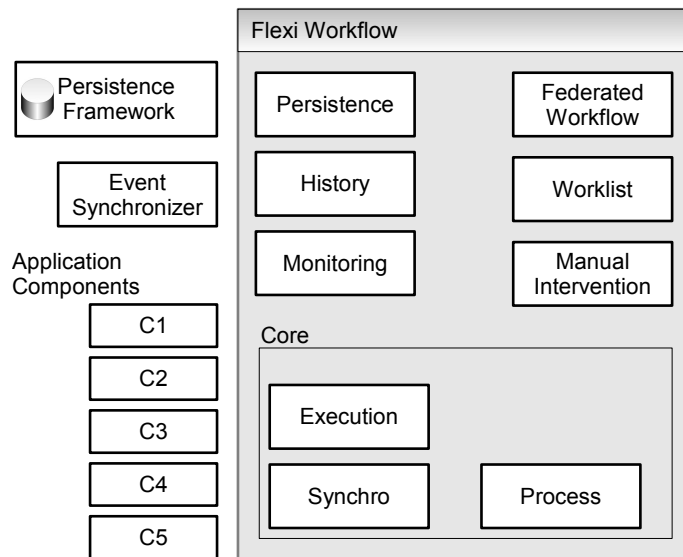 Flexi Workflow
Persistence
Framework
Event
Synchronizer
Application
Components
C1
C2
C3
C4
C5
Persistence
History
Monitoring
Federated
Workflow
Worklist
Manual
Intervention
Core
Execution
Synchro
Process